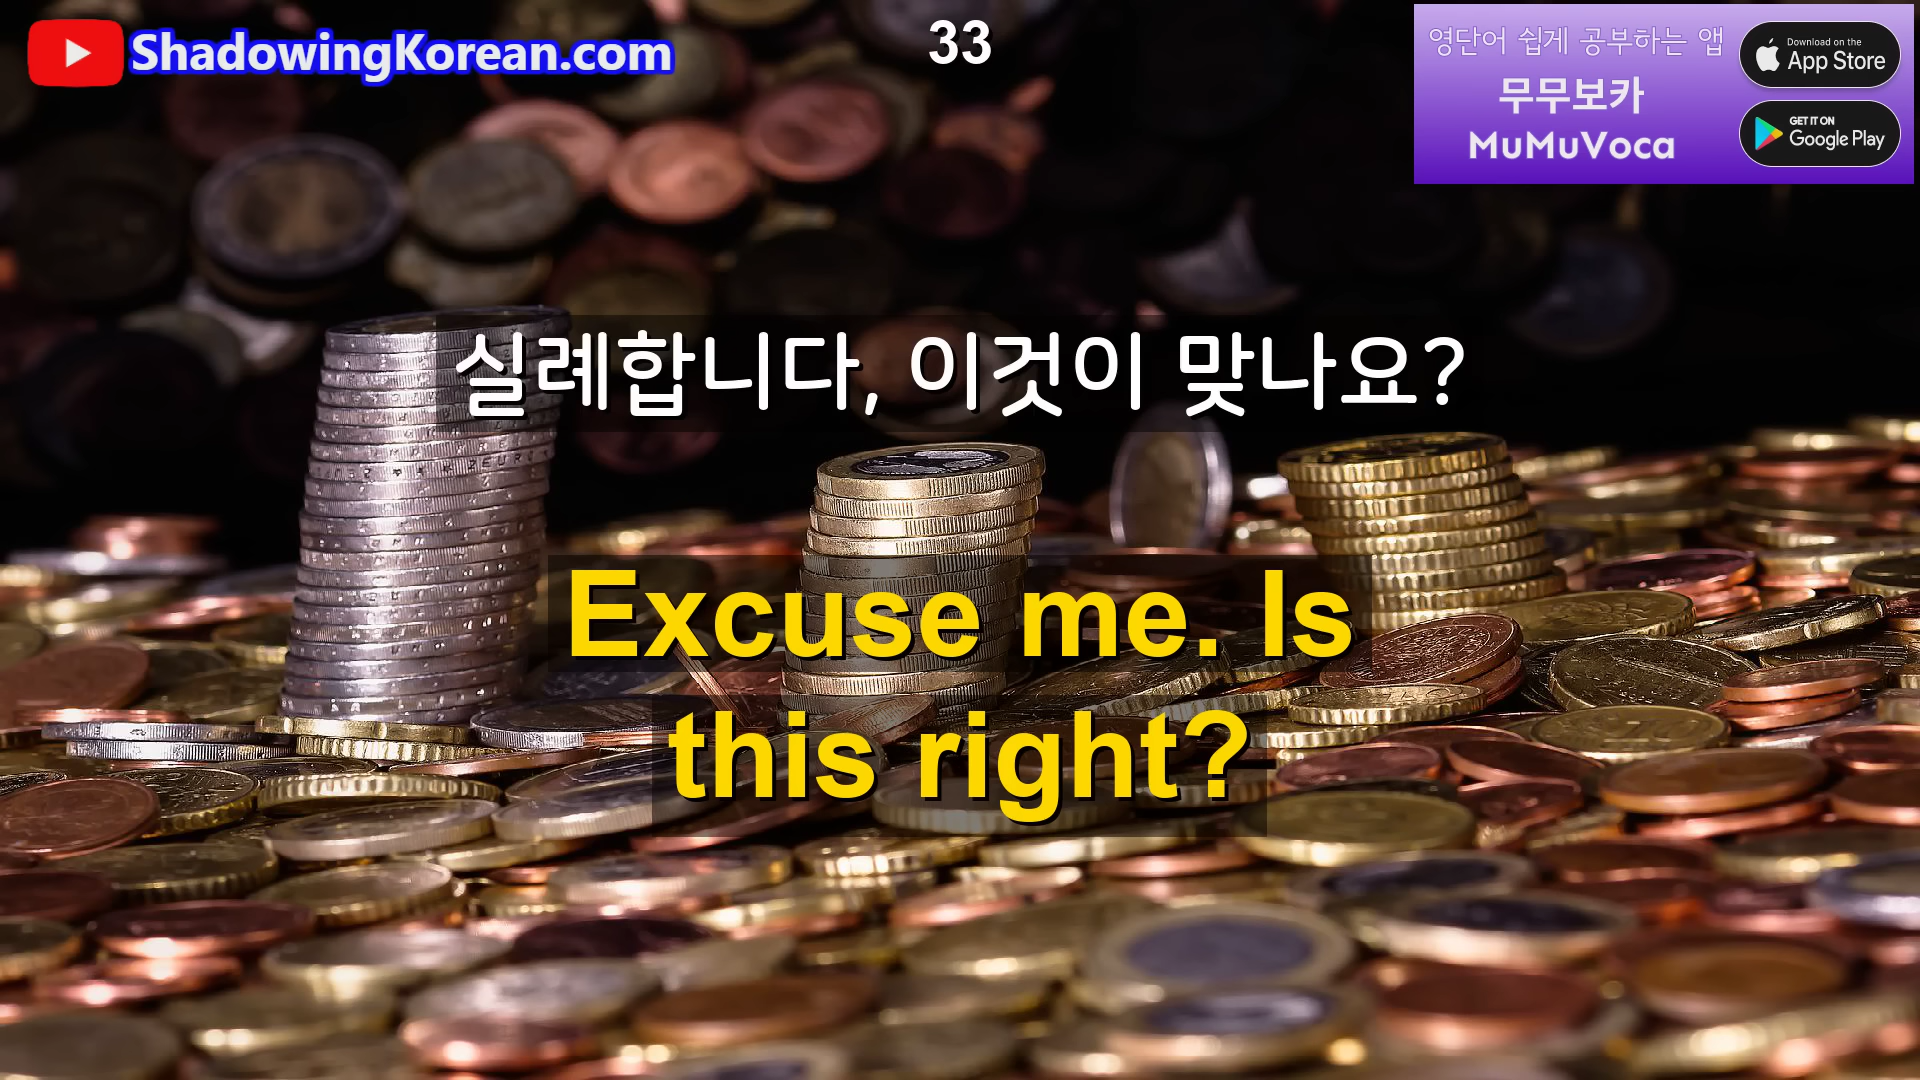 ShadowingKorean.com
33
영단어 쉽게 공부하는 앱
무무보카
MuMuVoca
Download on the
App Store
GET IT ON
Google Play
실례합니다, 이것이 맞나요?
Excuse me. Is
this right?